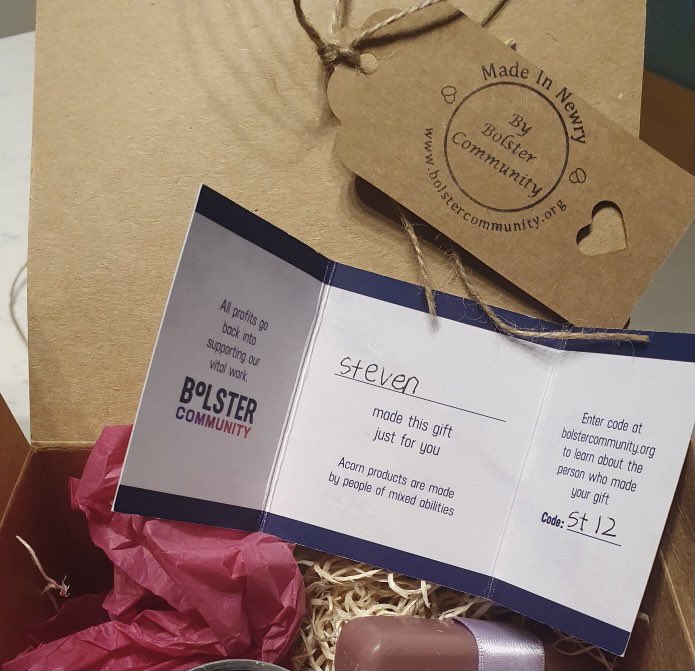 Made In Newry
By
Bolster
Community
www.bolstercommunity.org
All profits go
back into
supporting our
vital work.
BOLSTER
COMMUNITY
steven
made this gift
just for you
Acorn products are made
by people of mixed abilities
Enter code at
bolstercommunity.org
to learn about the
person who made
your gift
Code: St 12